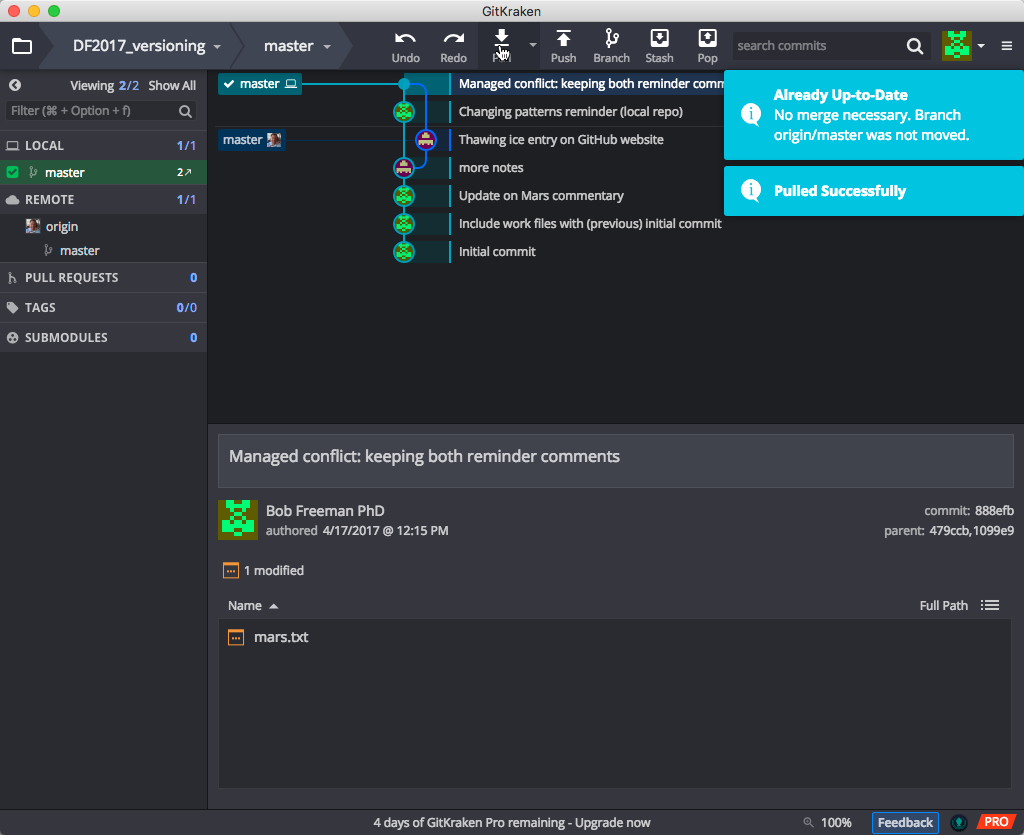 GitKraken
DF2017_versioning
master
Undo
Redo
Push
Branch
Stash
Pop
search commits
Viewing 2/2 Show All
Filter (⌘ + Option + f)
LOCAL 1/1
master 2↗
REMOTE 1/1
origin
master
PULL REQUESTS 0
TAGS 0/0
SUBMODULES 0
master
Managed conflict: keeping both reminder
Changing patterns reminder (local repo)
master
Thawing ice entry on GitHub website
more notes
Update on Mars commentary
Include work files with (previous) initial commit
Initial commit
Already Up-to-Date
No merge necessary. Branch
origin/master was not moved.
Pulled Successfully
Managed conflict: keeping both reminder comments
Bob Freeman PhD
authored 4/17/2017 @ 12:15 PM
commit: 888efb
parent: 479ccb,1099e9
1 modified
Name
Full Path
mars.txt
4 days of GitKraken Pro remaining - Upgrade now
100%
Feedback
PRO